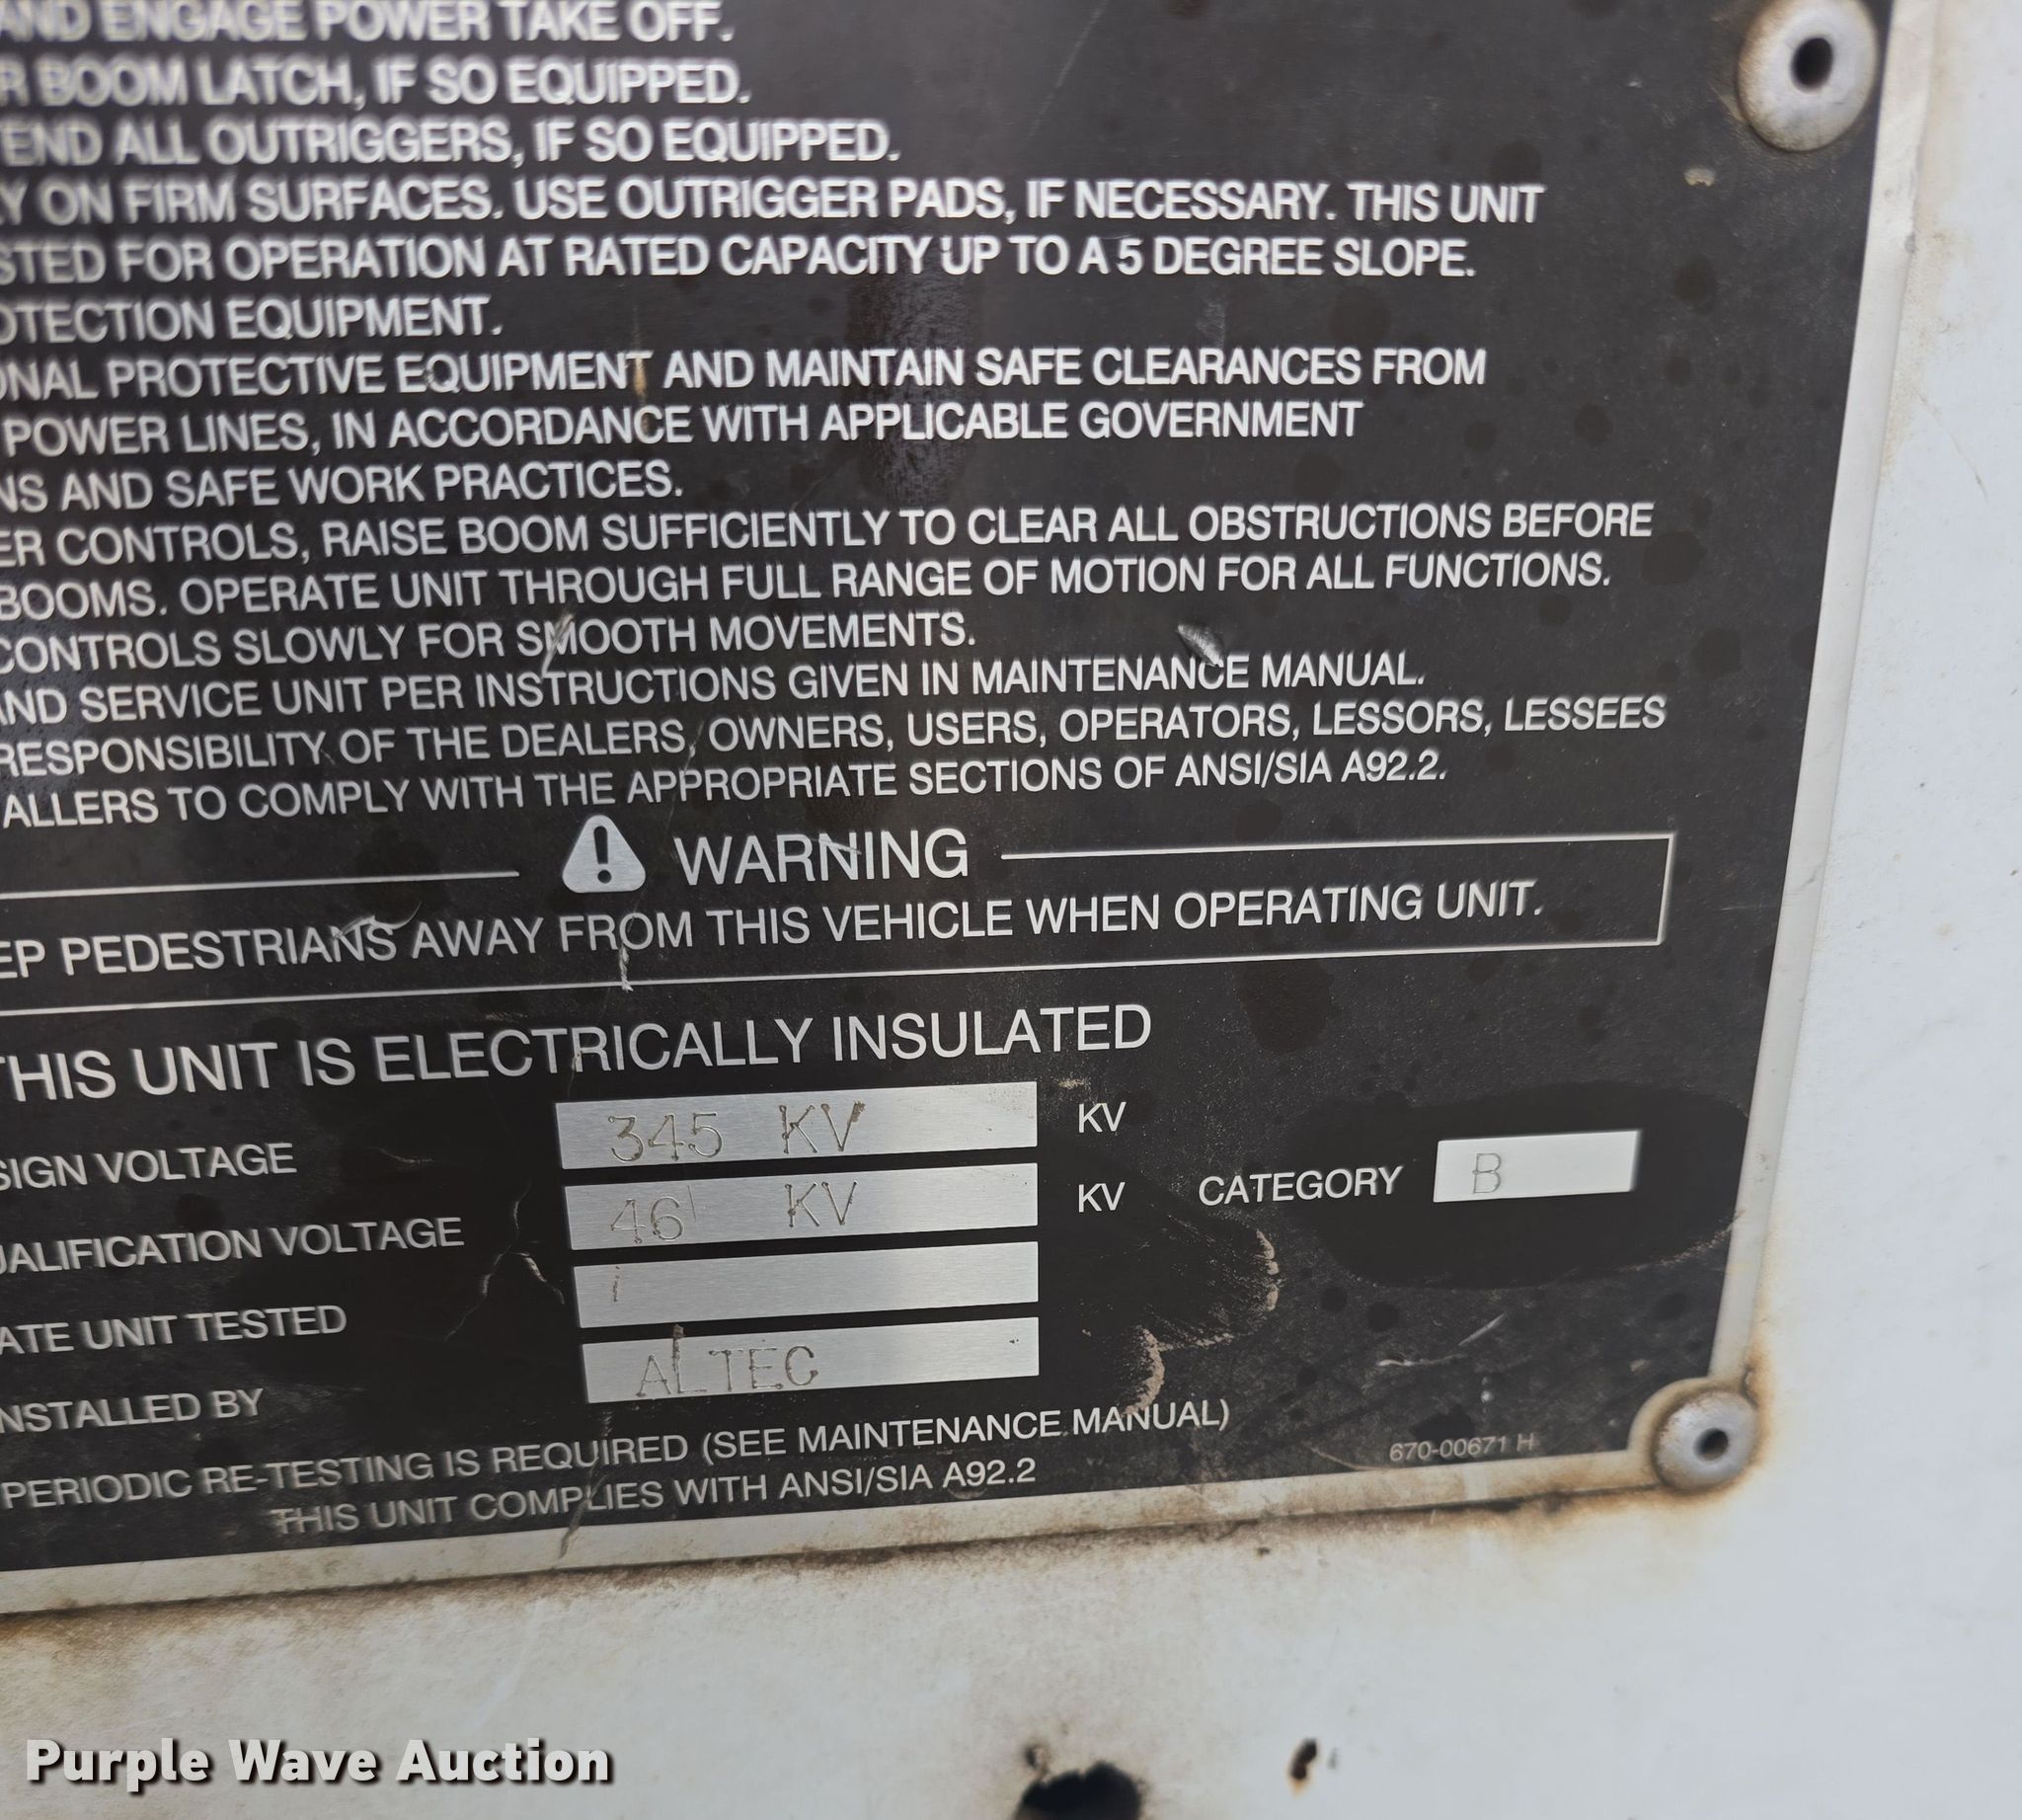 AND ENGAGE POWER TAKE OFF.
R BOOM LATCH, IF SO EQUIPPED.
END ALL OUTRIGGERS, IF SO EQUIPPED.
Y ON FIRM SURFACES. USE OUTRIGGER PADS, IF NECESSARY. THIS UNIT
STED FOR OPERATION AT RATED CAPACITY UP TO A 5 DEGREE SLOPE.
OTECTION EQUIPMENT.
ONAL PROTECTIVE EQUIPMENT AND MAINTAIN SAFE CLEARANCES FROM
POWER LINES, IN ACCORDANCE WITH APPLICABLE GOVERNMENT
NS AND SAFE WORK PRACTICES.
ER CONTROLS, RAISE BOOM SUFFICIENTLY TO CLEAR ALL OBSTRUCTIONS BEFORE
BOOMS. OPERATE UNIT THROUGH FULL RANGE OF MOTION FOR ALL FUNCTIONS.
CONTROLS SLOWLY FOR SMOOTH MOVEMENTS.
AND SERVICE UNIT PER INSTRUCTIONS GIVEN IN MAINTENANCE MANUAL.
RESPONSIBILITY OF THE DEALERS, OWNERS, USERS, OPERATORS, LESSORS, LESSEES
ALLERS TO COMPLY WITH THE APPROPRIATE SECTIONS OF ANSI/SIA A92.2.
WARNING
EP PEDESTRIANS AWAY FROM THIS VEHICLE WHEN OPERATING UNIT.
THIS UNIT IS ELECTRICALLY INSULATED
SIGN VOLTAGE 345 KV KV
UALIFICATION VOLTAGE 46 KV KV CATEGORY B
ATE UNIT TESTED
NSTALLED BY ALTEC
PERIODIC RE-TESTING IS REQUIRED (SEE MAINTENANCE MANUAL)
THIS UNIT COMPLIES WITH ANSI/SIA A92.2
670-00671 H
Purple Wave Auction